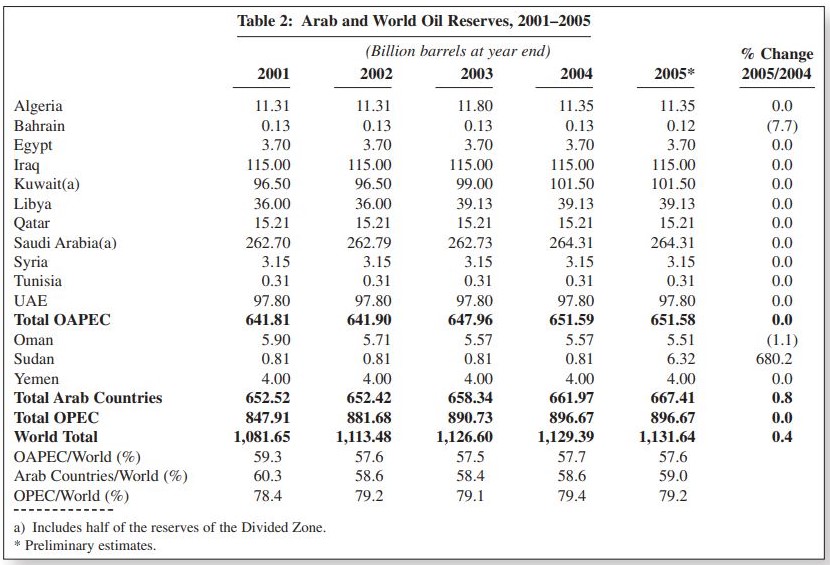 Table 2: Arab and World Oil Reserves, 2001–2005
(Billion barrels at year end) % Change
2001 2002 2003 2004 2005* 2005/2004
Algeria 11.31 11.31 11.80 11.35 11.35 0.0
Bahrain 0.13 0.13 0.13 0.13 0.12 (7.7)
Egypt 3.70 3.70 3.70 3.70 3.70 0.0
Iraq 115.00 115.00 115.00 115.00 115.00 0.0
Kuwait(a) 96.50 96.50 99.00 101.50 101.50 0.0
Libya 36.00 36.00 39.13 39.13 39.13 0.0
Qatar 15.21 15.21 15.21 15.21 15.21 0.0
Saudi Arabia(a) 262.70 262.79 262.73 264.31 264.31 0.0
Syria 3.15 3.15 3.15 3.15 3.15 0.0
Tunisia 0.31 0.31 0.31 0.31 0.31 0.0
UAE 97.80 97.80 97.80 97.80 97.80 0.0
Total OAPEC 641.81 641.90 647.96 651.59 651.58 0.0
Oman 5.90 5.71 5.57 5.57 5.51 (1.1)
Sudan 0.81 0.81 0.81 0.81 6.32 680.2
Yemen 4.00 4.00 4.00 4.00 4.00 0.0
Total Arab Countries 652.52 652.42 658.34 661.97 667.41 0.8
Total OPEC 847.91 881.68 890.73 896.67 896.67 0.0
World Total 1,081.65 1,113.48 1,126.60 1,129.39 1,131.64 0.4
OAPEC/World (%) 59.3 57.6 57.5 57.7 57.6
Arab Countries/World (%) 60.3 58.6 58.4 58.6 59.0
OPEC/World (%) 78.4 79.2 79.1 79.4 79.2
a) Includes half of the reserves of the Divided Zone.
* Preliminary estimates.